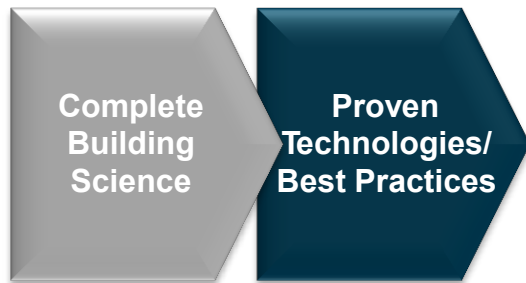 Complete
Building
Science
Proven
Technologies/
Best Practices